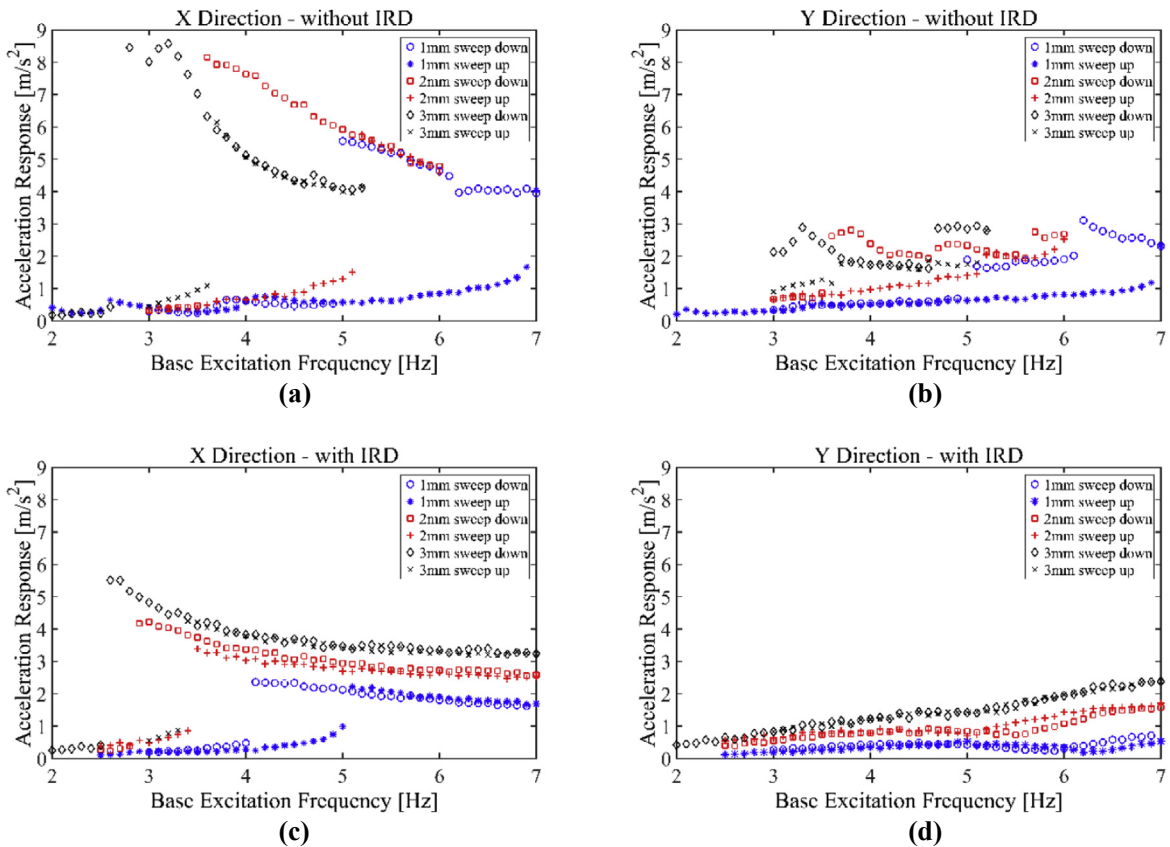 X Direction - without IRD
Acceleration Response [m/s²]
9
8
7
6
5
4
3
2
1
0
1mm sweep down
1mm sweep up
2mm sweep down
2mm sweep up
3mm sweep down
3mm sweep up
2 3 4 5 6 7
Base Excitation Frequency [Hz]
(a)
Y Direction - without IRD
Acceleration Response [m/s²]
9
8
7
6
5
4
3
2
1
0
1mm sweep down
1mm sweep up
2mm sweep down
2mm sweep up
3mm sweep down
3mm sweep up
2 3 4 5 6 7
Base Excitation Frequency [Hz]
(b)
X Direction - with IRD
Acceleration Response [m/s²]
9
8
7
6
5
4
3
2
1
0
1mm sweep down
1mm sweep up
2mm sweep down
2mm sweep up
3mm sweep down
3mm sweep up
2 3 4 5 6 7
Base Excitation Frequency [Hz]
(c)
Y Direction - with IRD
Acceleration Response [m/s²]
9
8
7
6
5
4
3
2
1
0
1mm sweep down
1mm sweep up
2mm sweep down
2mm sweep up
3mm sweep down
3mm sweep up
2 3 4 5 6 7
Base Excitation Frequency [Hz]
(d)